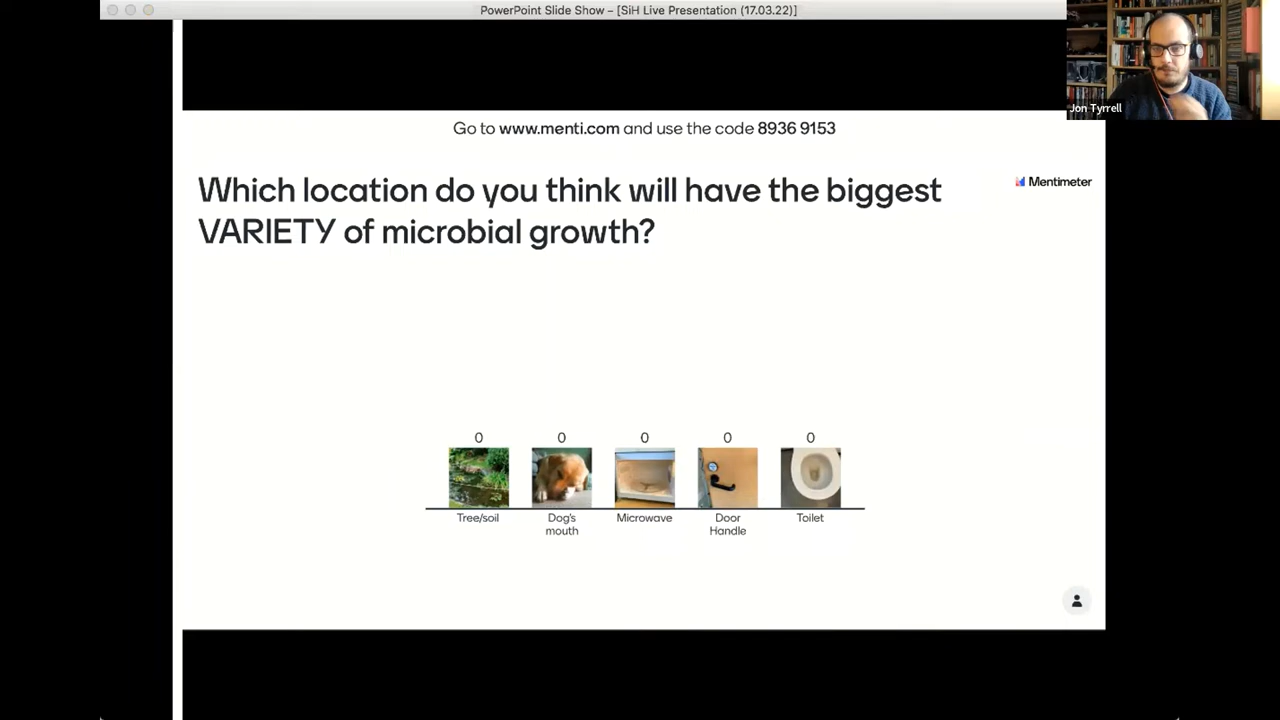 PowerPoint Slide Show – [SiH Live Presentation (17.03.22)]
Jon Tyrrell
Go to www.menti.com and use the code 8936 9153
Which location do you think will have the biggest
VARIETY of microbial growth?
Mentimeter
0 0 0 0 0
Tree/soil Dog's mouth Microwave Door Handle Toilet